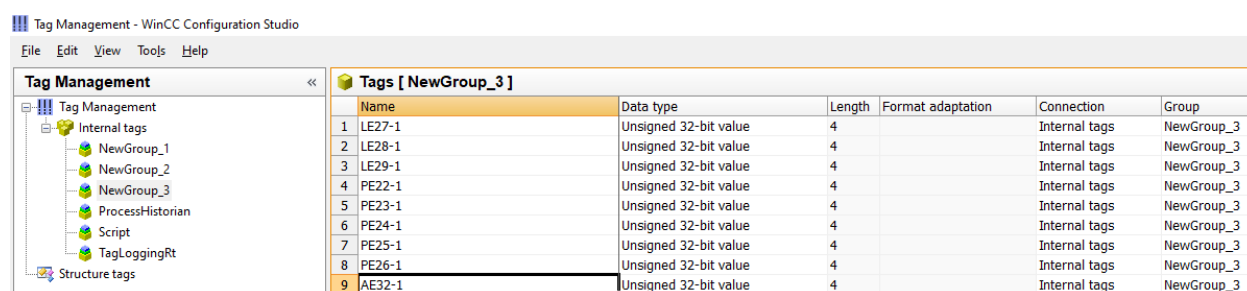 Tag Management - WinCC Configuration Studio
File Edit View Tools Help
Tag Management «
Tag Management
Internal tags
NewGroup_1
NewGroup_2
NewGroup_3
ProcessHistorian
Script
TagLoggingRt
Structure tags
Tags [ NewGroup_3 ]
Name Data type Length Format adaptation Connection Group
1 LE27-1 Unsigned 32-bit value 4 Internal tags NewGroup_3
2 LE28-1 Unsigned 32-bit value 4 Internal tags NewGroup_3
3 LE29-1 Unsigned 32-bit value 4 Internal tags NewGroup_3
4 PE22-1 Unsigned 32-bit value 4 Internal tags NewGroup_3
5 PE23-1 Unsigned 32-bit value 4 Internal tags NewGroup_3
6 PE24-1 Unsigned 32-bit value 4 Internal tags NewGroup_3
7 PE25-1 Unsigned 32-bit value 4 Internal tags NewGroup_3
8 PE26-1 Unsigned 32-bit value 4 Internal tags NewGroup_3
9 AE32-1 Unsigned 32-bit value 4 Internal tags NewGroup_3